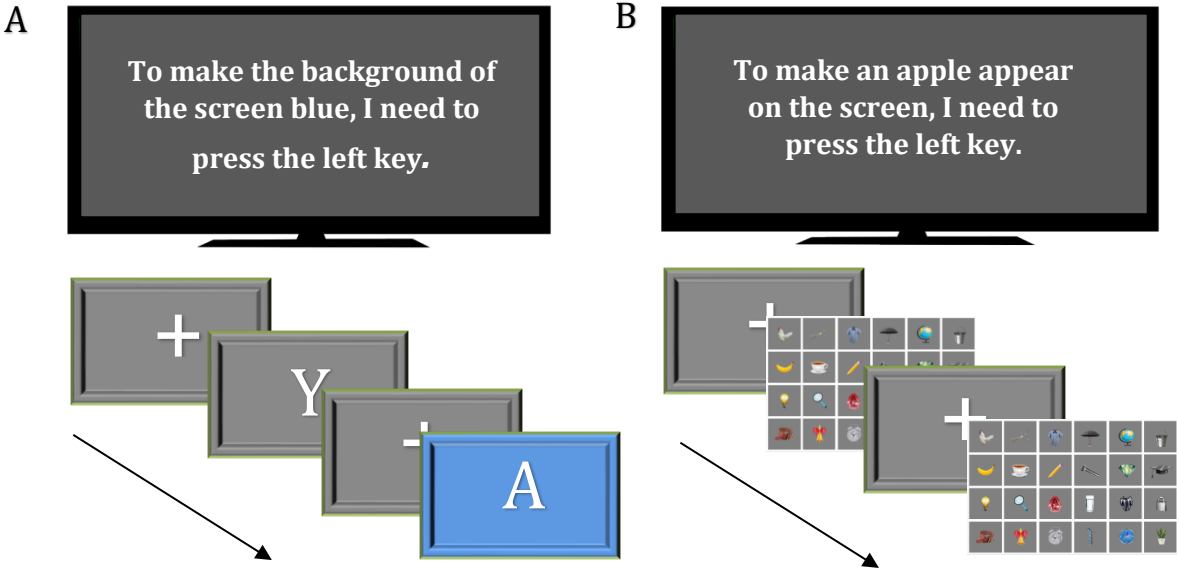 A
To make the background of
the screen blue, I need to
press the left key.
B
To make an apple appear
on the screen, I need to
press the left key.
Y
A